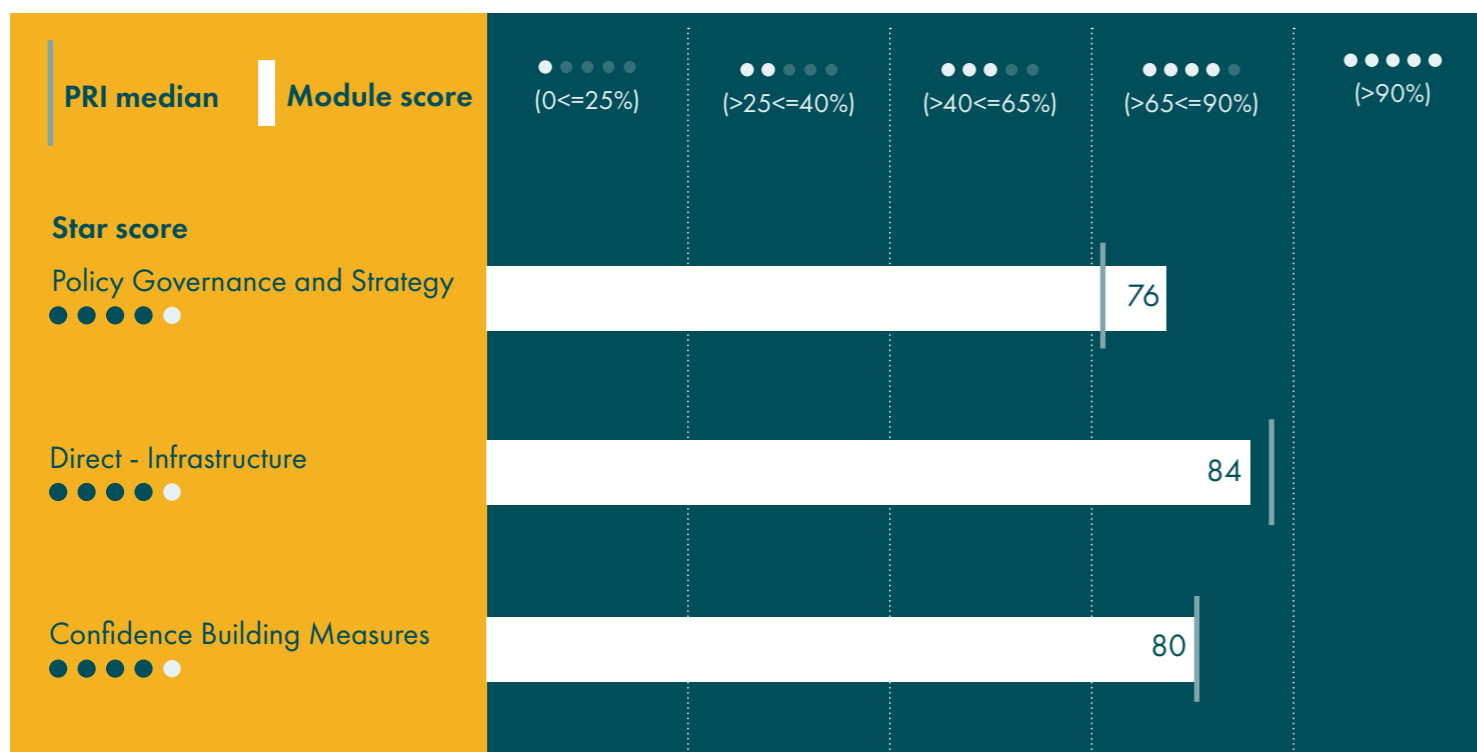 PRI median
Module score
(0<=25%)
(>25<=40%)
(>40<=65%)
(>65<=90%)
(>90%)
Star score
Policy Governance and Strategy
76
Direct - Infrastructure
84
Confidence Building Measures
80